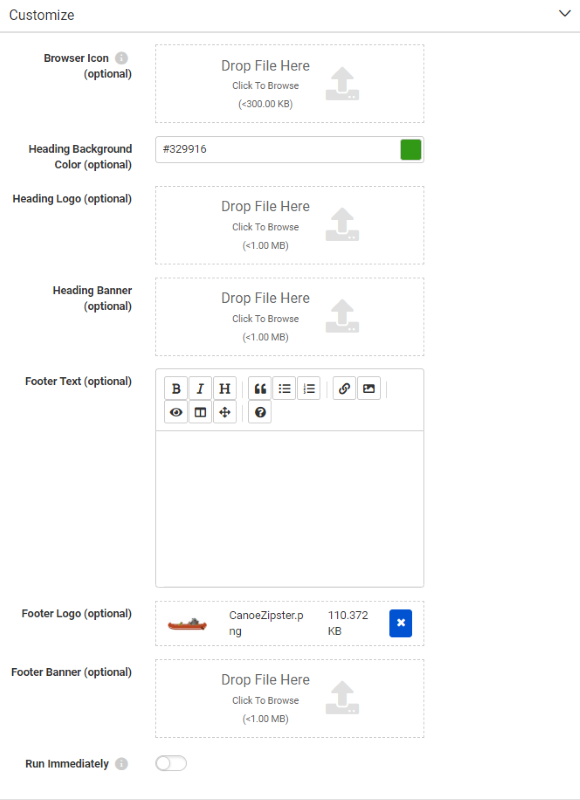 Customize
Browser Icon
(optional)
Drop File Here
Click To Browse
(<300.00 KB)
Heading Background
Color (optional)
#329916
Heading Logo (optional)
Drop File Here
Click To Browse
(<1.00 MB)
Heading Banner
(optional)
Drop File Here
Click To Browse
(<1.00 MB)
Footer Text (optional)
B I H
Footer Logo (optional)
CanoeZipster.p
ng
110.372
KB
Footer Banner (optional)
Drop File Here
Click To Browse
(<1.00 MB)
Run Immediately